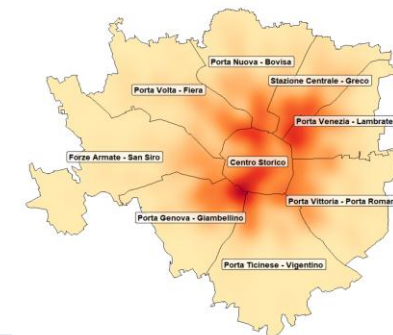 Porta Nuova - Bovisa
Stazione Centrale - Greco
Porta Volta - Fiera
Porta Venezia - Lambrate
Forze Armate - San Siro
Centro Storico
Porta Vittoria - Porta Roman
Porta Genova - Giambellino
Porta Ticinese - Vigentino